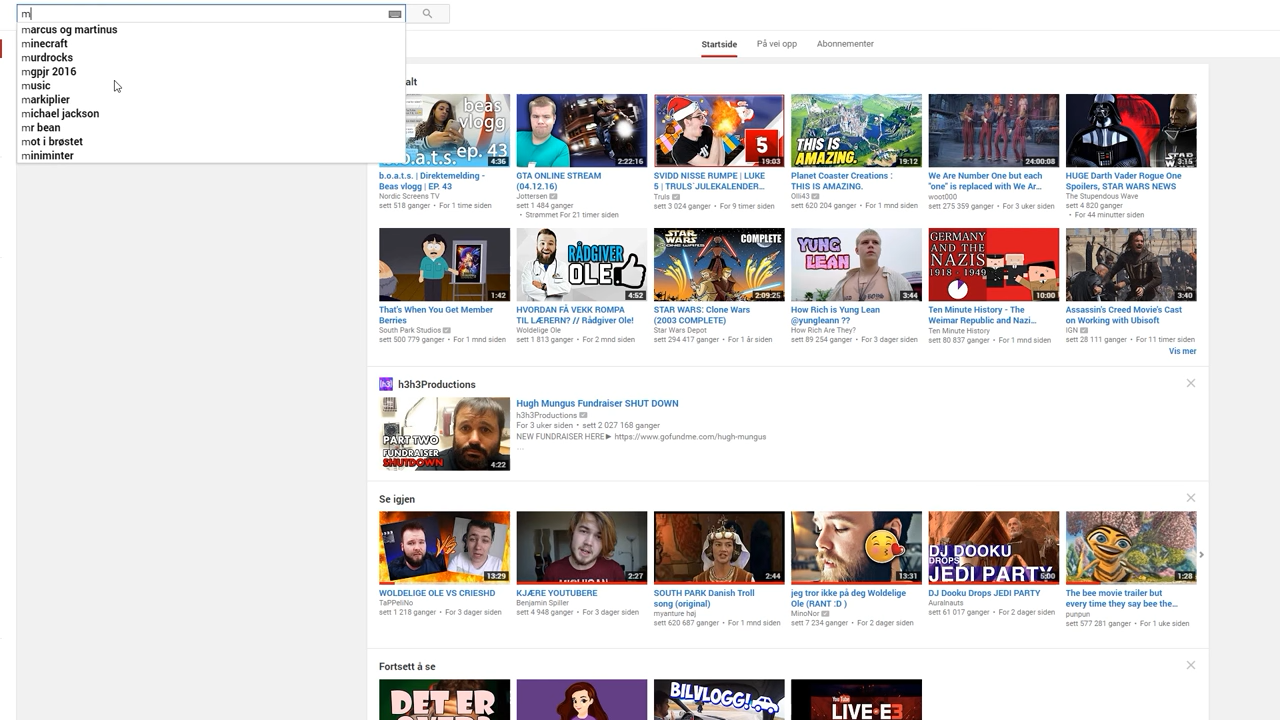 m
marcus og martinus
minecraft
murdrocks
mgpjr 2016
music
markiplier
michael jackson
mr bean
mot i brøstet
miniminter
Startside
På vei opp
Abonnementer
alt
beas vlogg
b.o.a.t.s. ep. 43
4:36
2:22:16
5
19:03
THIS IS AMAZING.
19:12
24:00:08
STAR WARS
3:15
b.o.a.t.s. | Direktemelding - Beas vlogg | EP. 43
Nordic Screens TV
sett 518 ganger • For 1 time siden
GTA ONLINE STREAM (04.12.16)
Jottersen
sett 1 484 ganger
• Strømmet For 21 timer siden
SVIDD NISSE RUMPE | LUKE 5 | TRULS`JULEKALENDER...
Truls
sett 3 024 ganger • For 9 timer siden
Planet Coaster Creations : THIS IS AMAZING.
Olli43
sett 620 204 ganger • For 1 mnd siden
We Are Number One but each "one" is replaced with We Ar...
woot000
sett 275 359 ganger • For 3 uker siden
HUGE Darth Vader Rogue One Spoilers, STAR WARS NEWS
The Stupendous Wave
sett 4 820 ganger
• For 44 minutter siden
1:42
RÅDGIVER OLE
4:52
STAR WARS
COMPLETE
2:09:25
YUNG LEAN
3:44
GERMANY AND THE NAZIS
1918 - 1949
10:00
3:40
That's When You Get Member Berries
South Park Studios
sett 500 779 ganger • For 1 mnd siden
HVORDAN FÅ VEKK ROMPA TIL LÆRERN? // Rådgiver Ole!
Woldelige Ole
sett 1 813 ganger • For 2 mnd siden
STAR WARS: Clone Wars (2003 COMPLETE)
Star Wars Depot
sett 294 417 ganger • For 1 år siden
How Rich is Yung Lean @yungleann ??
How Rich Are They?
sett 89 254 ganger • For 3 dager siden
Ten Minute History - The Weimar Republic and Nazi...
Ten Minute History
sett 80 837 ganger • For 1 mnd siden
Assassin's Creed Movie's Cast on Working with Ubisoft
IGN
sett 28 111 ganger • For 11 timer siden
Vis mer
h3h3Productions
PART TWO
FUNDRAISER
SHUTDOWN
4:22
Hugh Mungus Fundraiser SHUT DOWN
h3h3Productions
For 3 uker siden • sett 2 027 168 ganger
NEW FUNDRAISER HERE► https://www.gofundme.com/hugh-mungus
...
Se igjen
VS
13:29
MICHIGAN
2:27
2:44
13:31
DJ DOOKU
DROPS
JEDI PARTY
5:00
1:28
WOLDELIGE OLE VS CRIESHD
TaPPeliNo
sett 1 218 ganger • For 3 dager siden
KJÆRE YOUTUBERE
Benjamin Spiller
sett 4 948 ganger • For 3 dager siden
SOUTH PARK Danish Troll song (original)
myanture høj
sett 620 687 ganger • For 1 mnd siden
jeg tror ikke på deg Woldelige Ole (RANT :D )
MinoNor
sett 7 234 ganger • For 2 dager siden
DJ Dooku Drops JEDI PARTY
Auralnauts
sett 61 017 ganger • For 2 dager siden
The bee movie trailer but every time they say bee the...
punpun
sett 577 281 ganger • For 1 uke siden
Fortsett å se
DET ER
BILVLOGG!
You Tube
LIVE E3